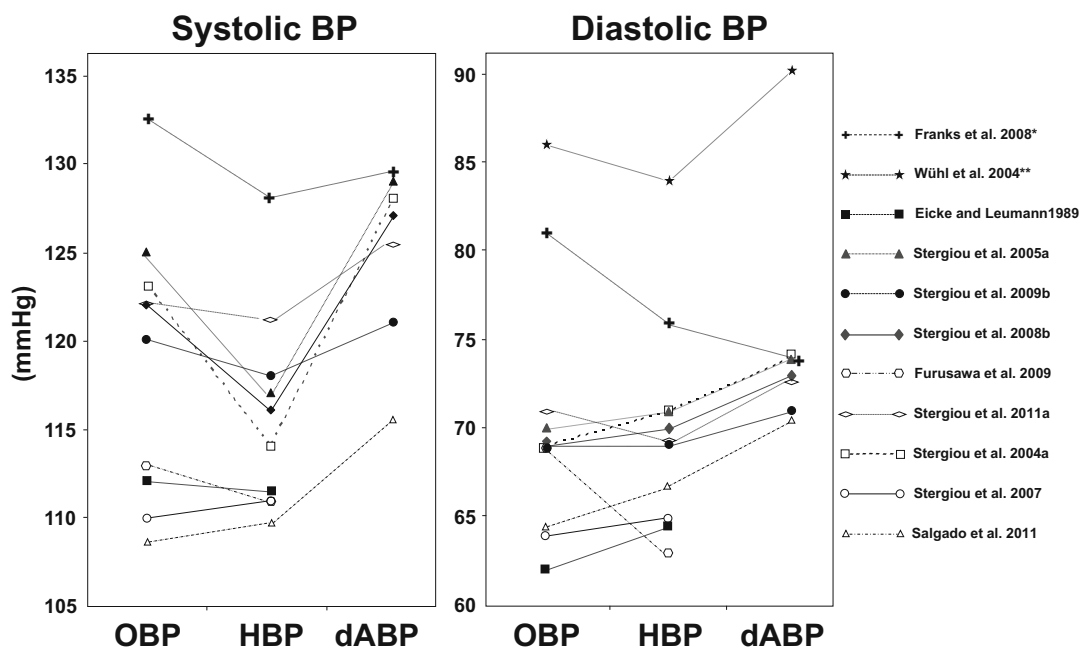 Systolic BP
Diastolic BP
(mmHg)
135
130
125
120
115
110
105
OBP HBP dABP
90
85
80
75
70
65
60
OBP HBP dABP
Franks et al. 2008*
Wühl et al. 2004**
Eicke and Leumann1989
Stergiou et al. 2005a
Stergiou et al. 2009b
Stergiou et al. 2008b
Furusawa et al. 2009
Stergiou et al. 2011a
Stergiou et al. 2004a
Stergiou et al. 2007
Salgado et al. 2011